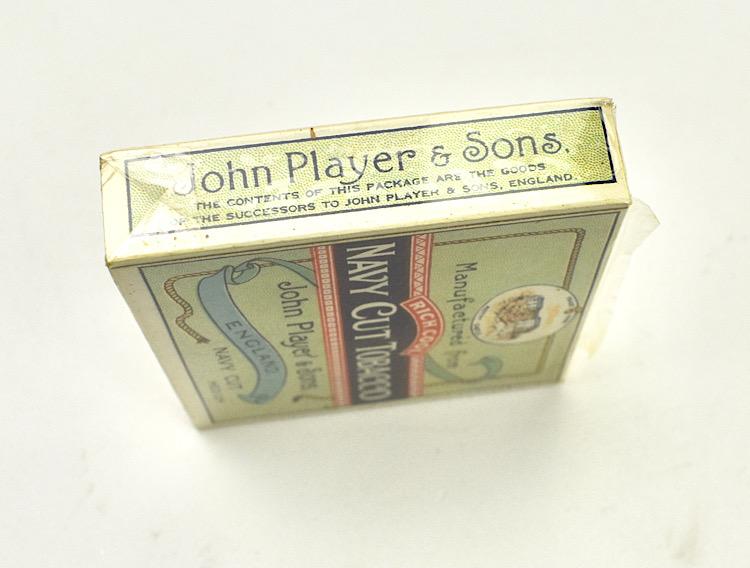 John Player & Sons.
THE CONTENTS OF THIS PACKAGE ARE THE GOODS
THE SUCCESSORS TO JOHN PLAYER & SONS, ENGLAND.
Manufactured from
RICH COOL
NAVY CUT TOBACCO
John Player & Sons
ENGLAND
NAVY CUT